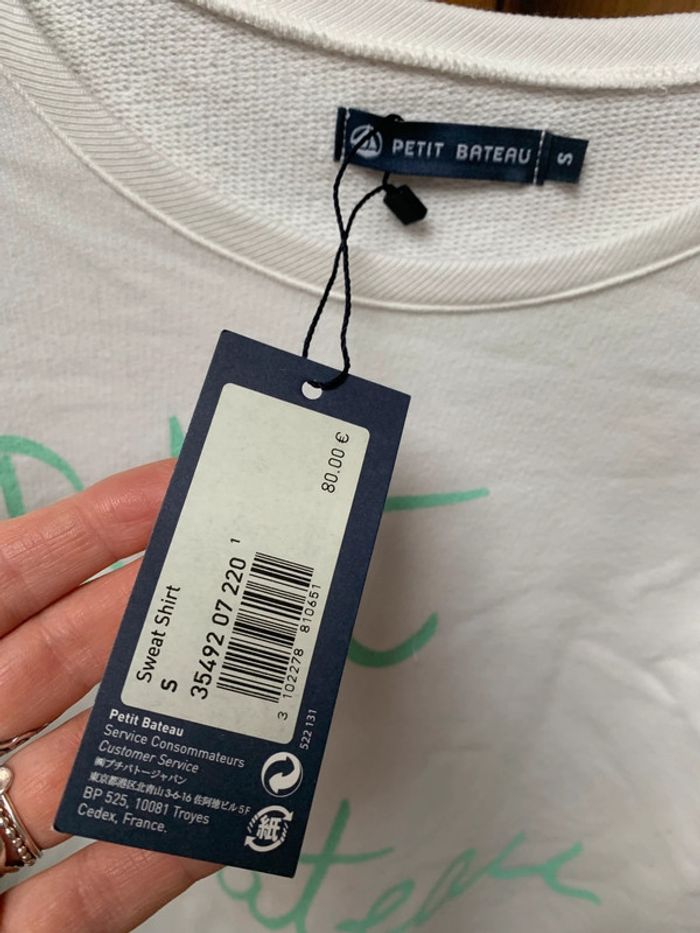 PETIT BATEAU
S
80.00 €
Sweat Shirt
S
35492 07 220 1
3 102278 810651
522 131
Petit Bateau
Service Consommateurs
Customer Service
㈱プチバトージャパン
東京都港区北青山 3-6-16 佐阿徳ビル 5F
BP 525, 10081 Troyes
Cedex, France.
紙